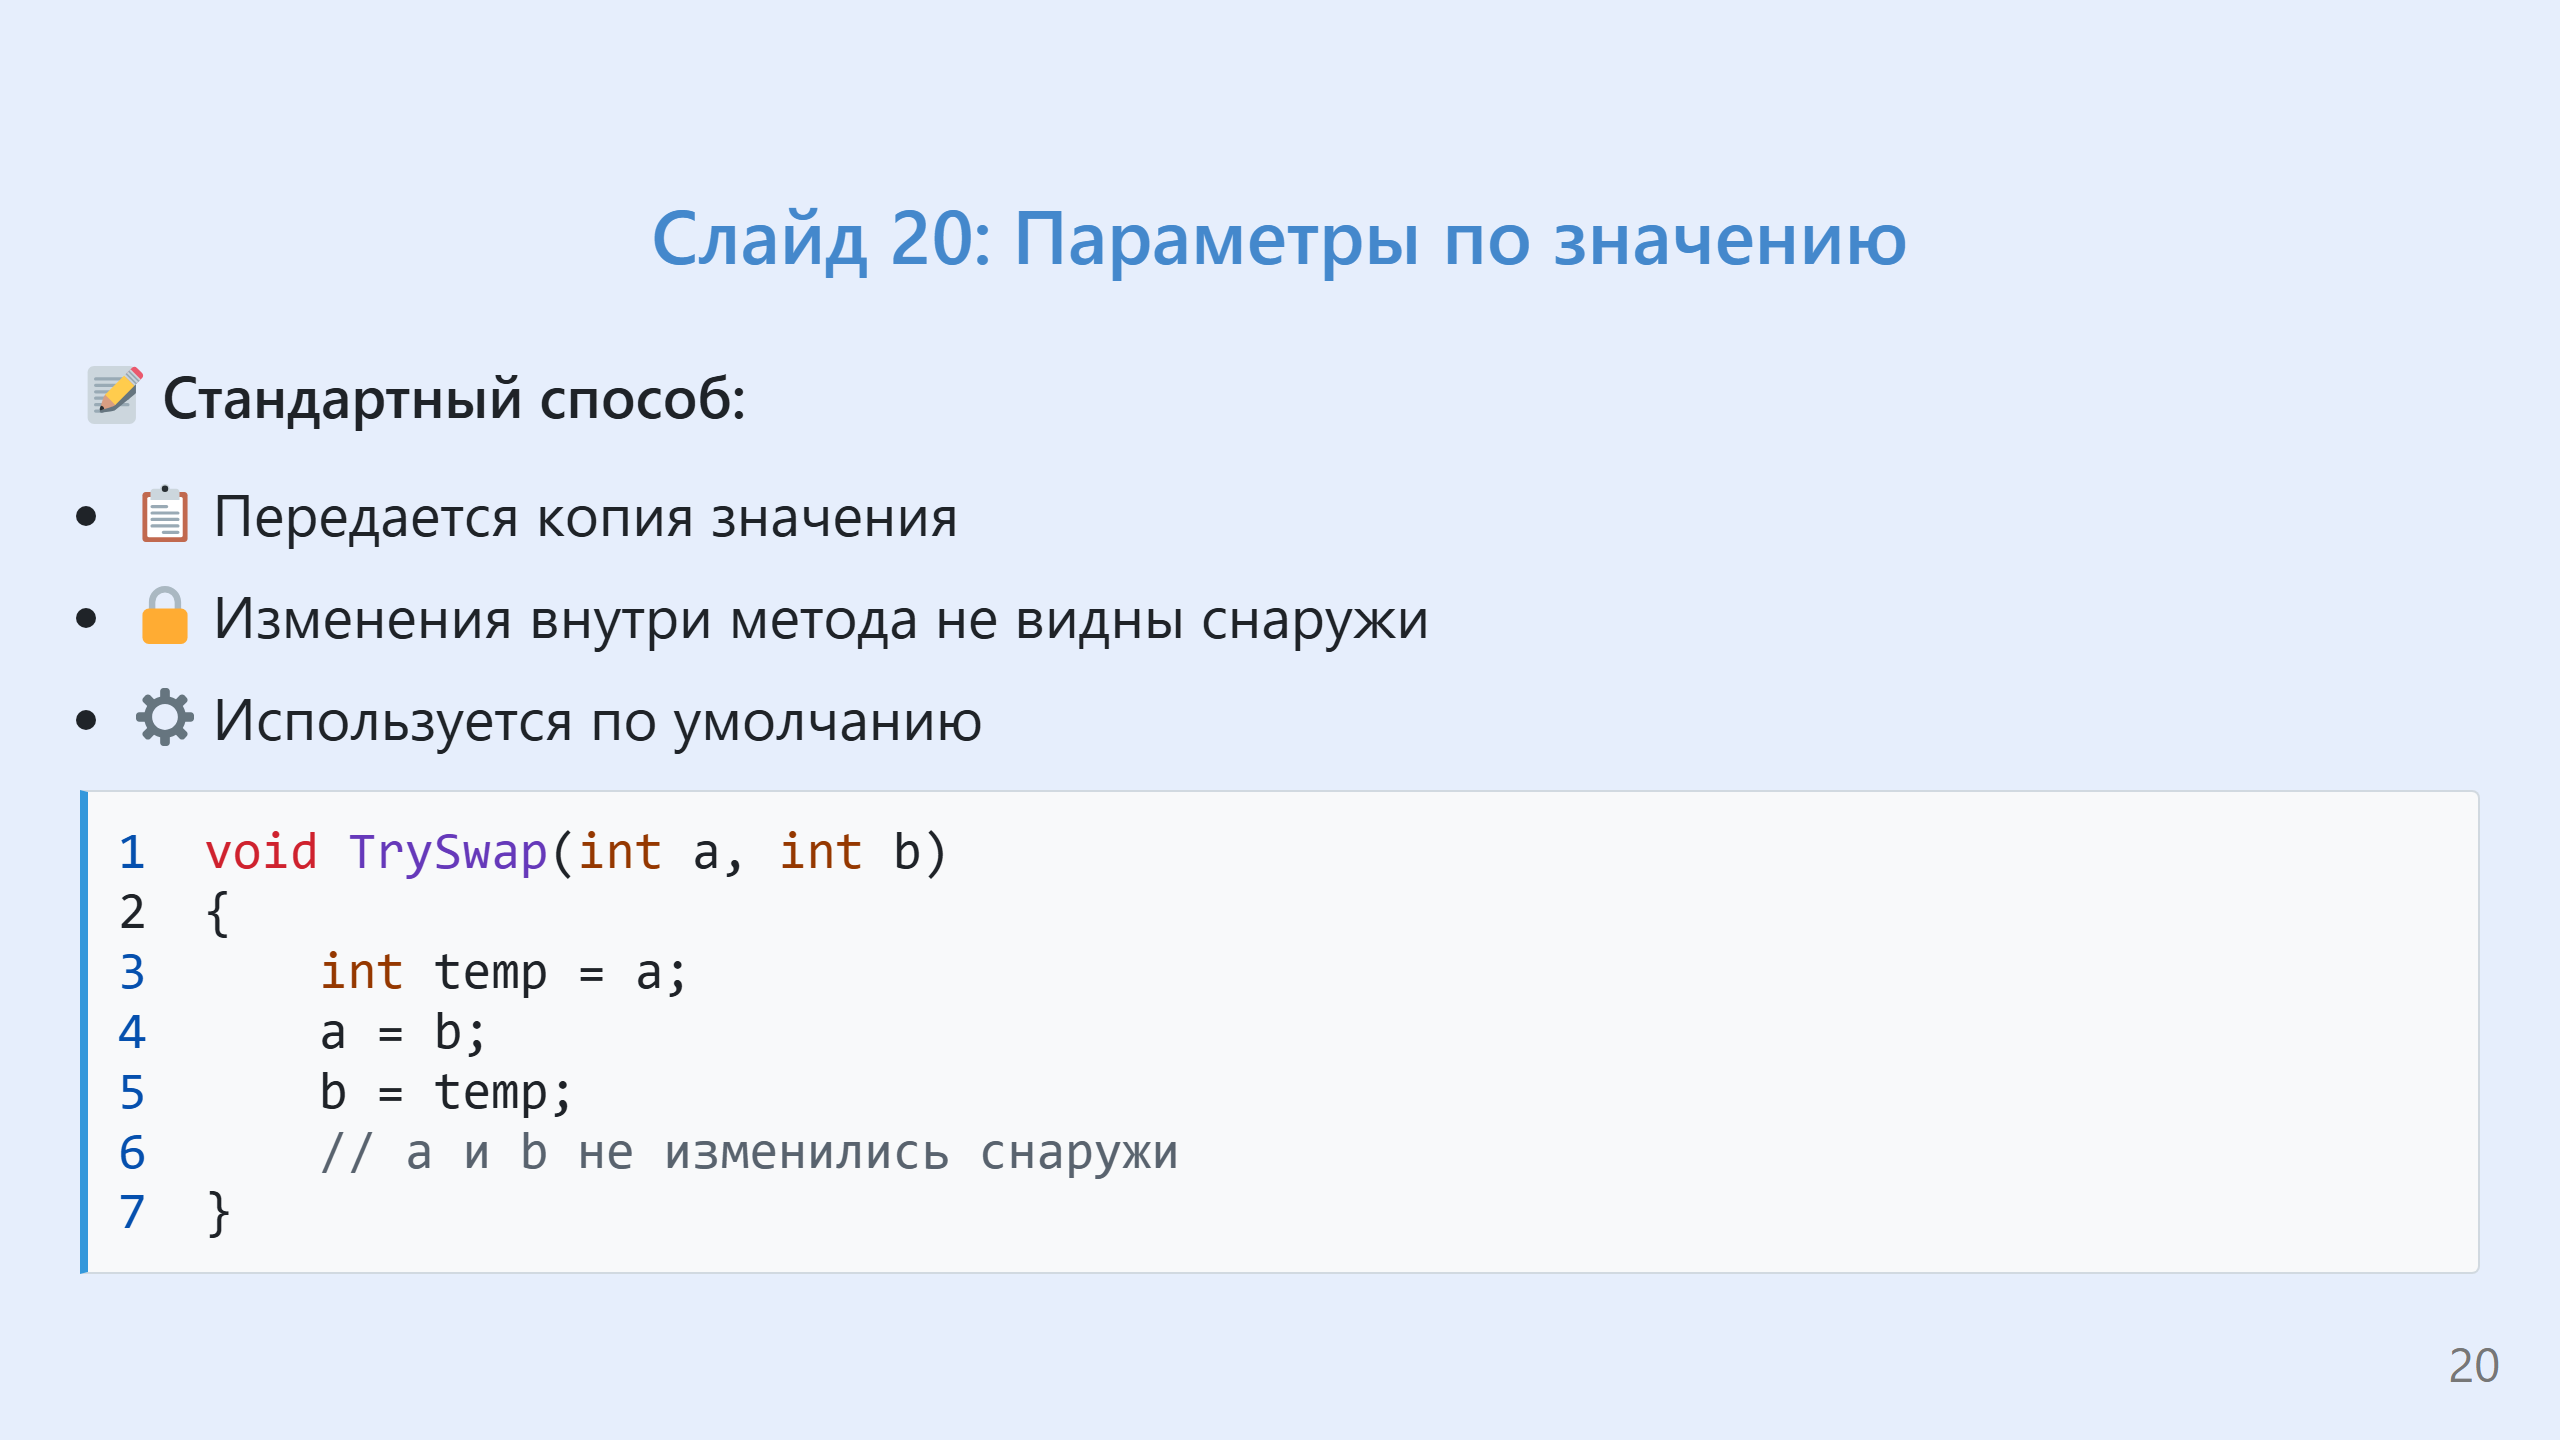 Слайд 20: Параметры по значению
📝 Стандартный способ:
• 📋 Передается копия значения
• 🔒 Изменения внутри метода не видны снаружи
• ⚙️ Используется по умолчанию
1 void TrySwap(int a, int b)
2 {
3     int temp = a;
4     a = b;
5     b = temp;
6     // a и b не изменились снаружи
7 }
20